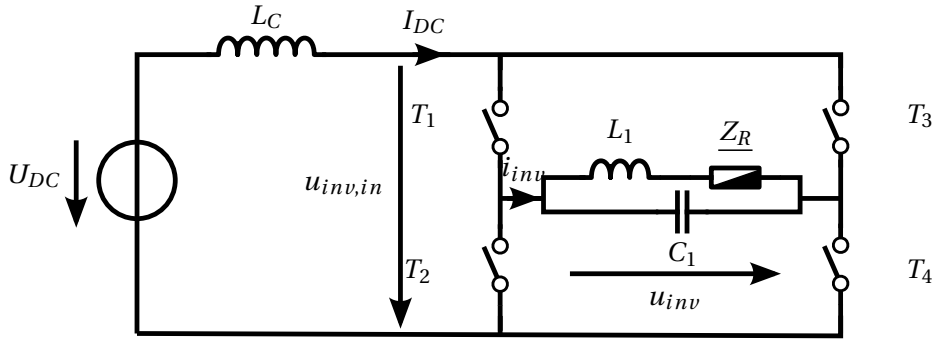 L_C
I_DC
T_1
T_3
L_1
Z_R
U_DC
u_inv,in
i_inv
C_1
T_2
T_4
u_inv